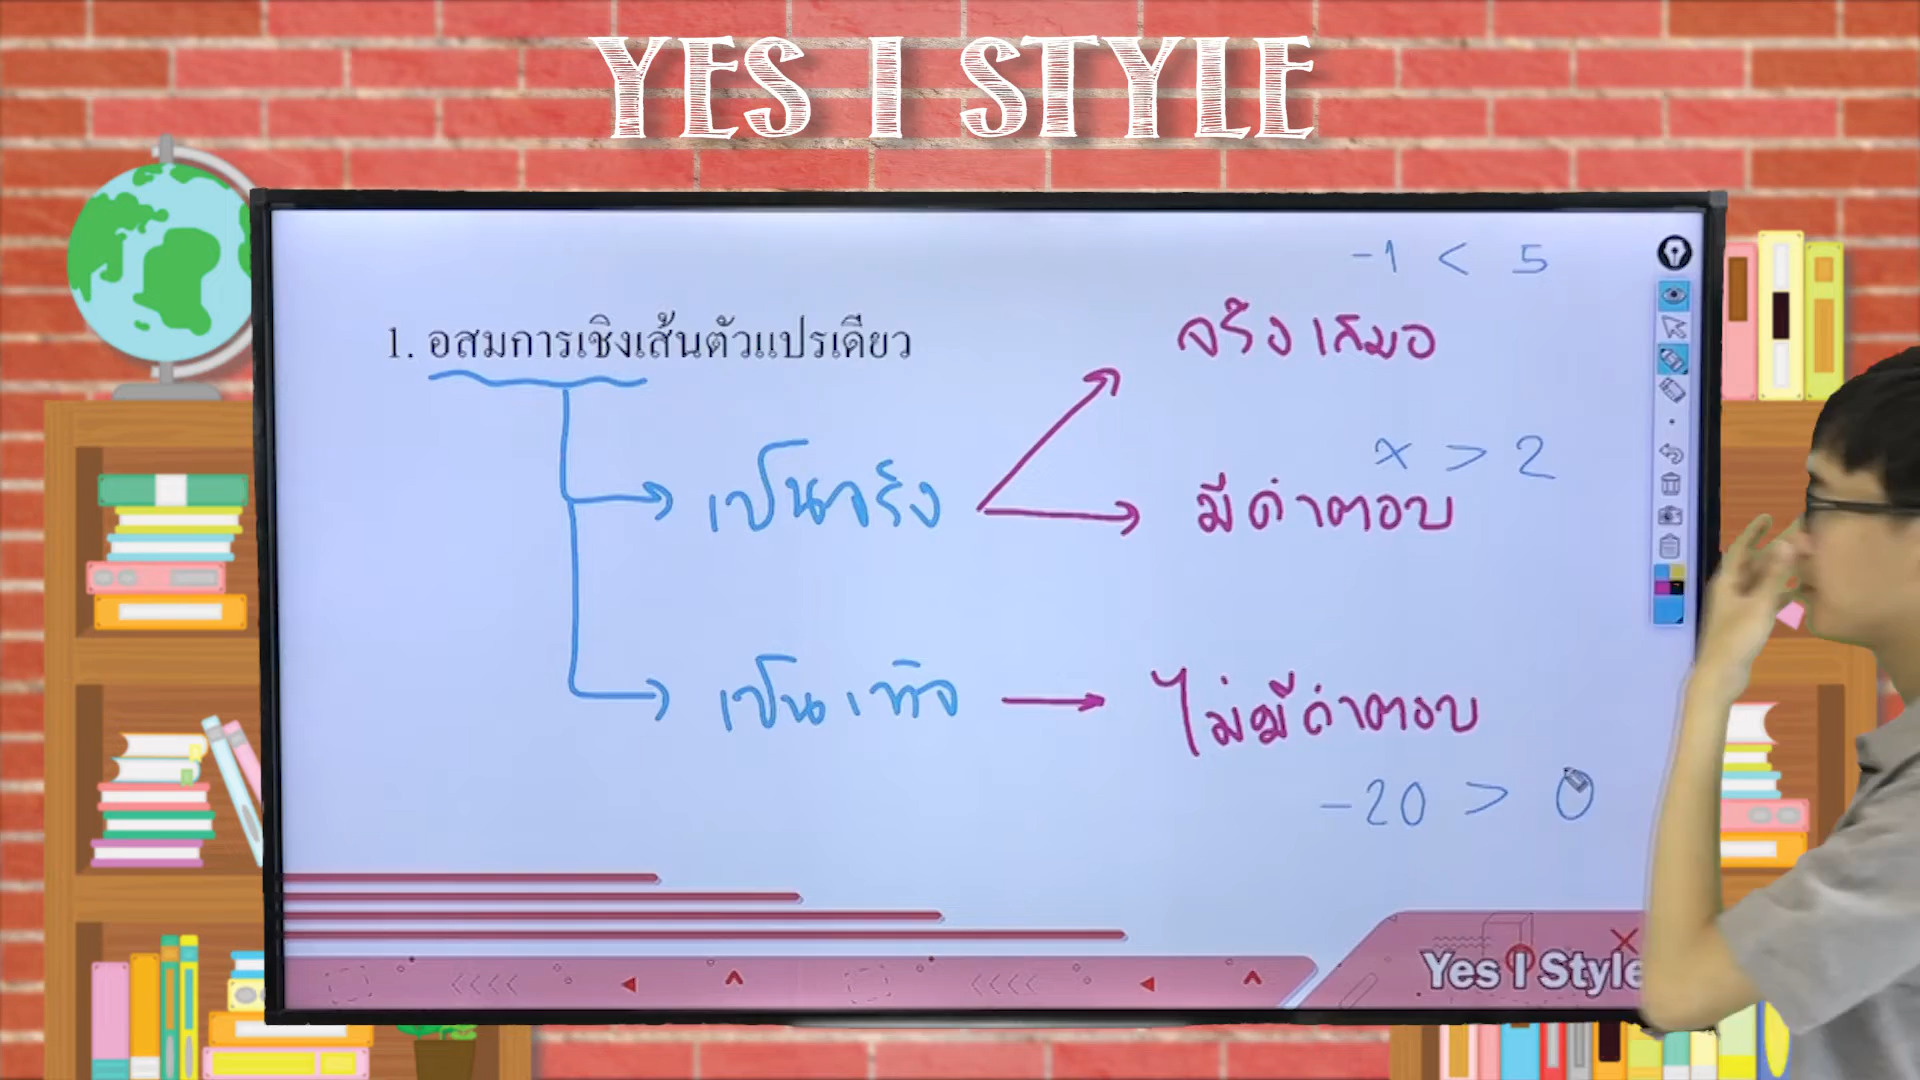 YES I STYLE
-1 < 5
1. อสมการเชิงเส้นตัวแปรเดียว
จริงเสมอ
x > 2
เป็นจริง
มีคำตอบ
เป็นเท็จ
ไม่มีคำตอบ
-20 > 0
Yes I Style